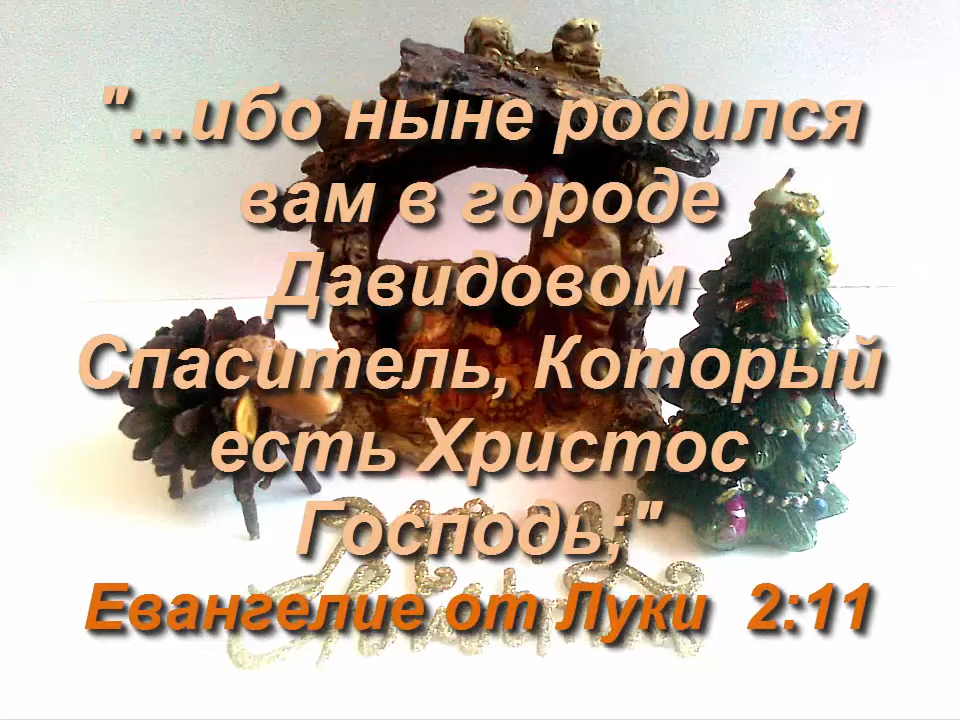 "...ибо ныне родился
вам в городе
Давидовом
Спаситель, Который
есть Христос
Господь;"
Евангелие от Луки 2:11